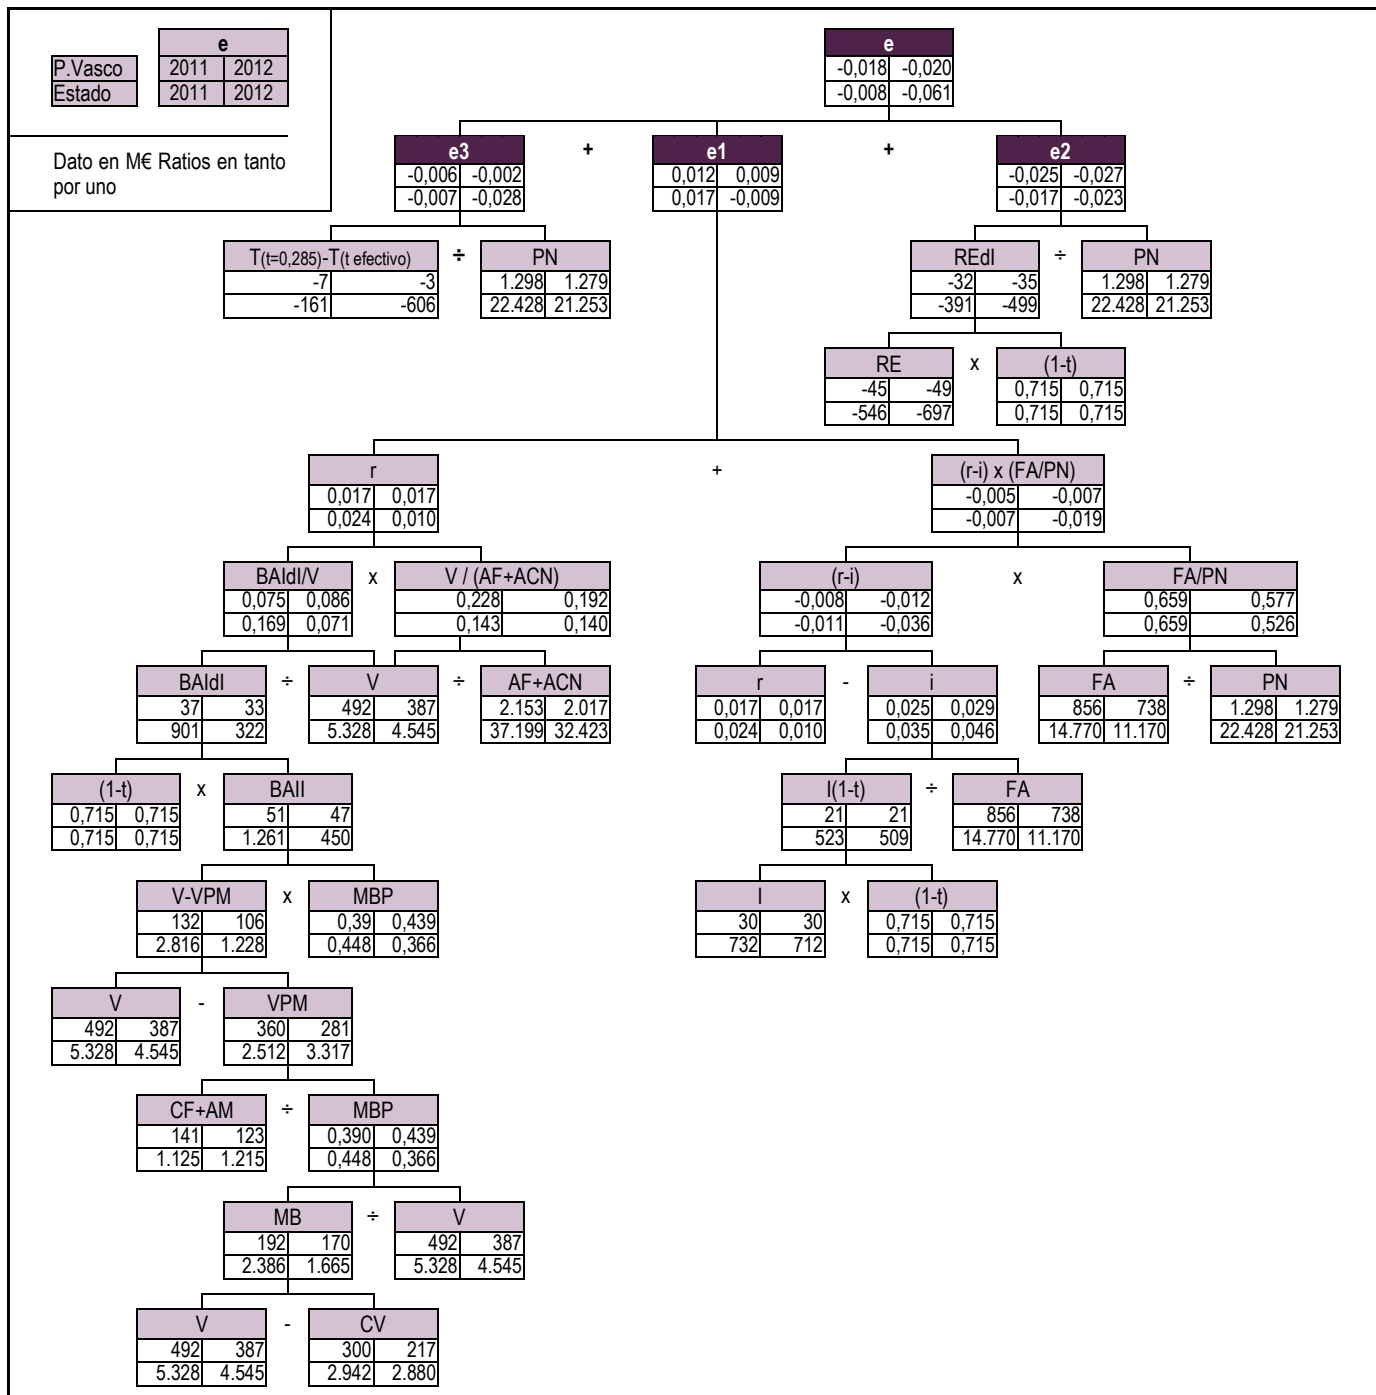 e e
P.Vasco 2011 2012 -0,018 -0,020
Estado 2011 2012 -0,008 -0,061
Dato en M€ Ratios en tanto
por uno
e3 + e1 + e2
-0,006 -0,002 0,012 0,009 -0,025 -0,027
-0,007 -0,028 0,017 -0,009 -0,017 -0,023
T(t=0,285)-T(t efectivo) ÷ PN REdI ÷ PN
-7 -3 1.298 1.279 -32 -35 1.298 1.279
-161 -606 22.428 21.253 -391 -499 22.428 21.253
RE x (1-t)
-45 -49 0,715 0,715
-546 -697 0,715 0,715
r + (r-i) x (FA/PN)
0,017 0,017 -0,005 -0,007
0,024 0,010 -0,007 -0,019
BAIdI/V x V / (AF+ACN) (r-i) x FA/PN
0,075 0,086 0,228 0,192 -0,008 -0,012 0,659 0,577
0,169 0,071 0,143 0,140 -0,011 -0,036 0,659 0,526
BAIdI ÷ V ÷ AF+ACN r - i FA ÷ PN
37 33 492 387 2.153 2.017 0,017 0,017 0,025 0,029 856 738 1.298 1.279
901 322 5.328 4.545 37.199 32.423 0,024 0,010 0,035 0,046 14.770 11.170 22.428 21.253
(1-t) x BAII I(1-t) ÷ FA
0,715 0,715 51 47 21 21 856 738
0,715 0,715 1.261 450 523 509 14.770 11.170
V-VPM x MBP I x (1-t)
132 106 0,39 0,439 30 30 0,715 0,715
2.816 1.228 0,448 0,366 732 712 0,715 0,715
V - VPM
492 387 360 281
5.328 4.545 2.512 3.317
CF+AM ÷ MBP
141 123 0,390 0,439
1.125 1.215 0,448 0,366
MB ÷ V
192 170 492 387
2.386 1.665 5.328 4.545
V - CV
492 387 300 217
5.328 4.545 2.942 2.880